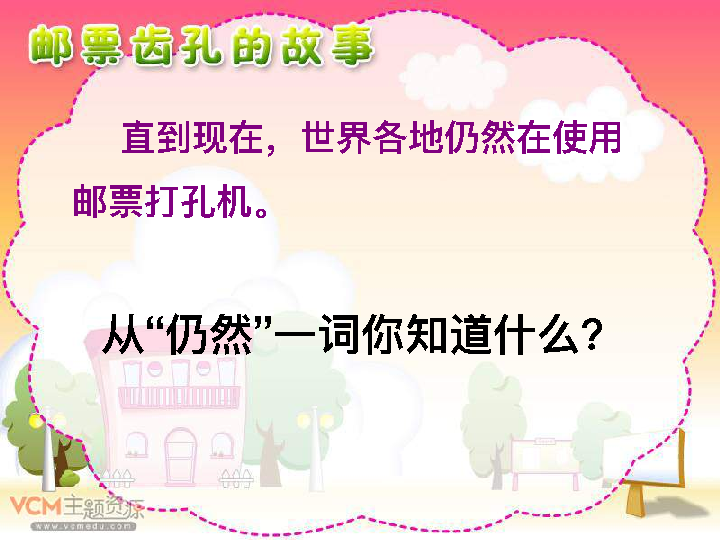 邮票齿孔的故事
直到现在，世界各地仍然在使用
邮票打孔机。
从“仍然”一词你知道什么？
VCM主题资源
www.vcmedu.com